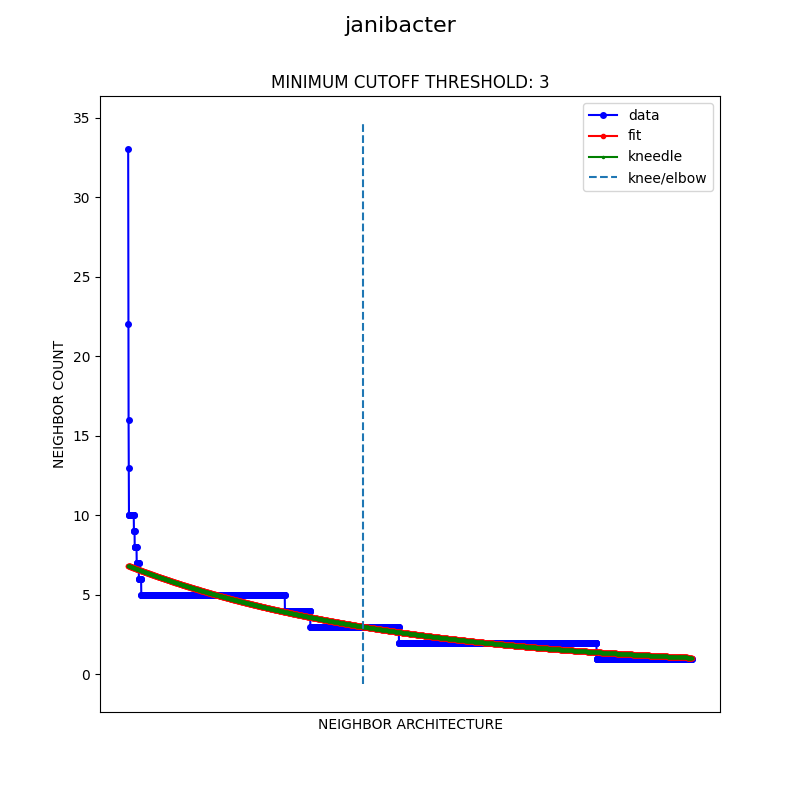 janibacter
MINIMUM CUTOFF THRESHOLD: 3
data
fit
kneedle
knee/elbow
35
30
25
20
15
10
5
0
NEIGHBOR COUNT
NEIGHBOR ARCHITECTURE